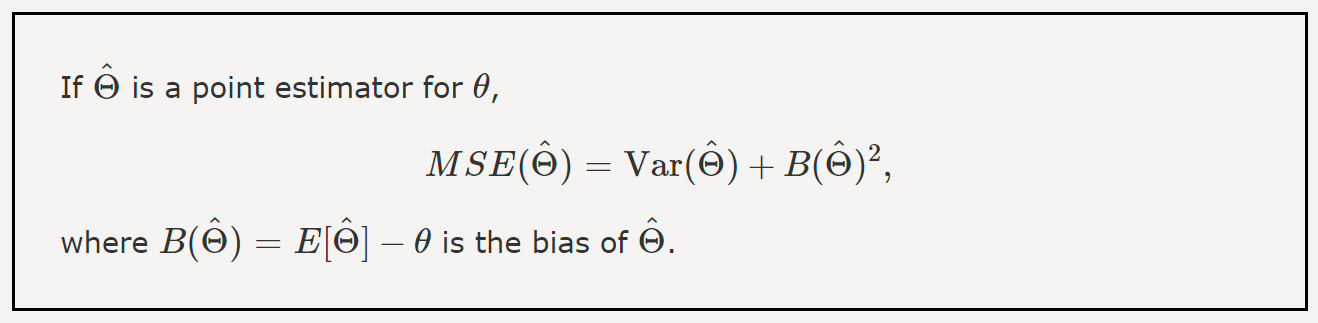 If Θ̂ is a point estimator for θ,
MSE(Θ̂) = Var(Θ̂) + B(Θ̂)²,
where B(Θ̂) = E[Θ̂] − θ is the bias of Θ̂.